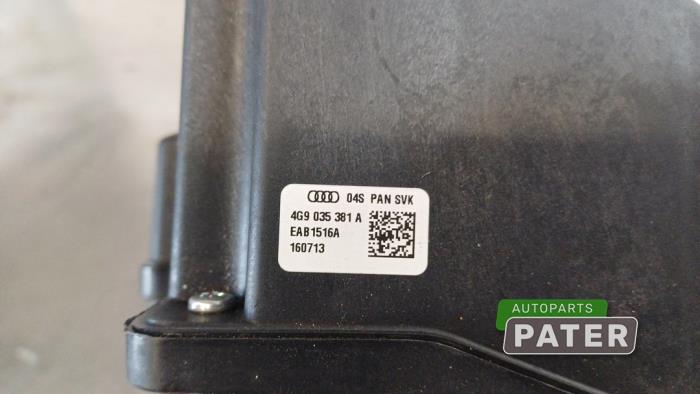 04S PAN SVK
4G9 035 381 A
EAB1516A
160713
AUTOPARTS
PATER